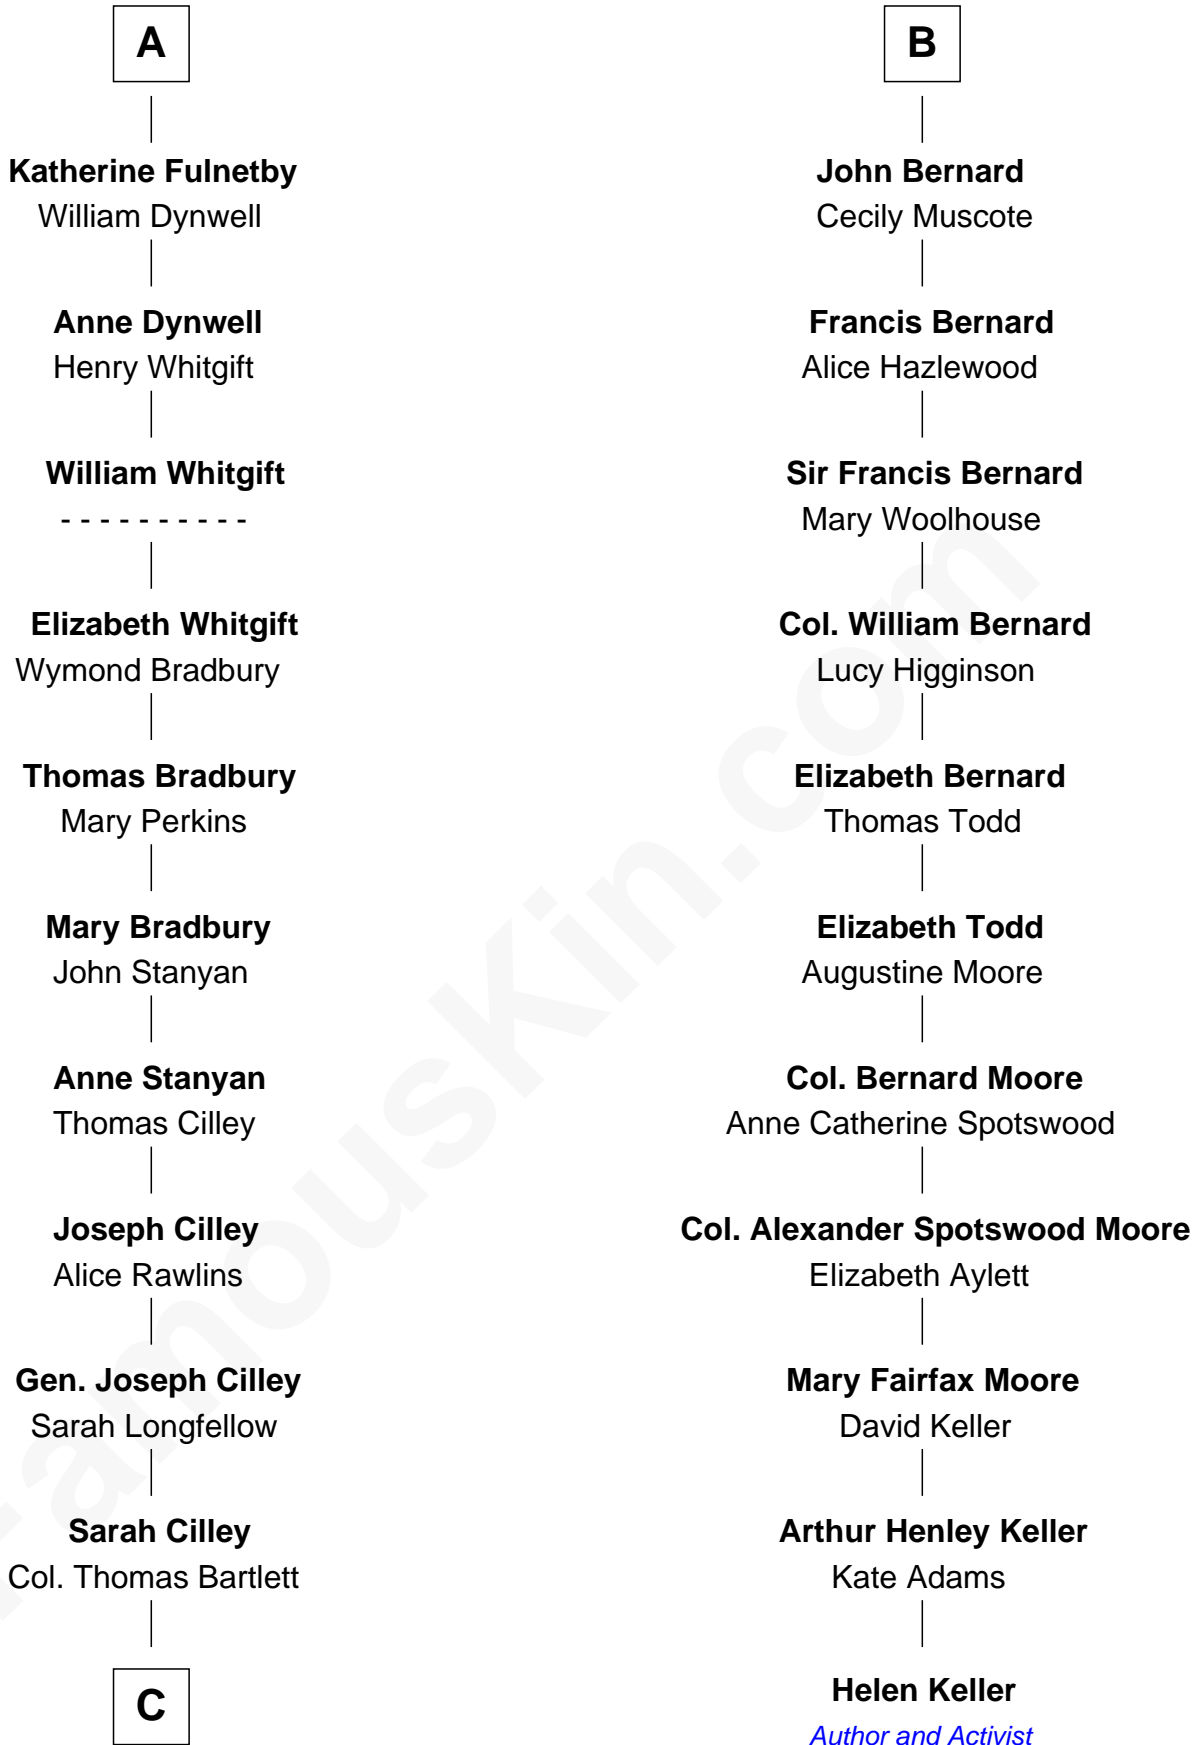 A
Katherine Fulnetby
William Dynwell
Anne Dynwell
Henry Whitgift
William Whitgift
- - - - - - - - - -
Elizabeth Whitgift
Wymond Bradbury
Thomas Bradbury
Mary Perkins
Mary Bradbury
John Stanyan
Anne Stanyan
Thomas Cilley
Joseph Cilley
Alice Rawlins
Gen. Joseph Cilley
Sarah Longfellow
Sarah Cilley
Col. Thomas Bartlett
C
B
John Bernard
Cecily Muscote
Francis Bernard
Alice Hazlewood
Sir Francis Bernard
Mary Woolhouse
Col. William Bernard
Lucy Higginson
Elizabeth Bernard
Thomas Todd
Elizabeth Todd
Augustine Moore
Col. Bernard Moore
Anne Catherine Spotswood
Col. Alexander Spotswood Moore
Elizabeth Aylett
Mary Fairfax Moore
David Keller
Arthur Henley Keller
Kate Adams
Helen Keller
Author and Activist
FamousKin.com